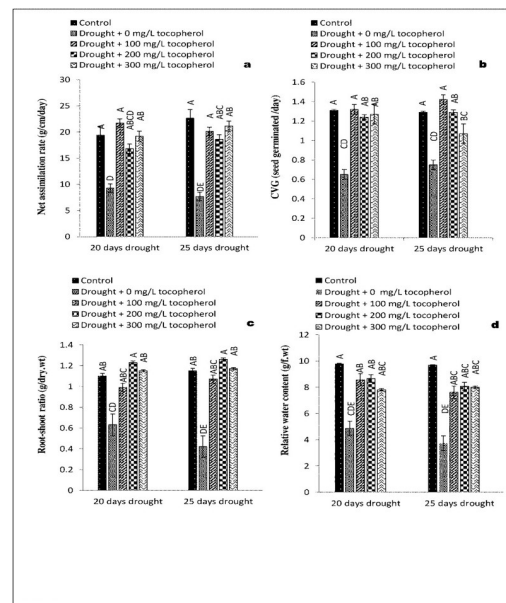 Control
Drought + 0 mg/L tocopherol
Drought + 100 mg/L tocopherol
Drought + 200 mg/L tocopherol
Drought + 300 mg/L tocopherol
a
Net assimilation rate (g/cm/day)
30
25
20
15
10
5
0
A
D
A
ABCD
AB
A
DE
AB
ABC
AB
20 days drought
25 days drought
Control
Drought + 0 mg/L tocopherol
Drought + 100 mg/L tocopherol
Drought + 200 mg/L tocopherol
Drought + 300 mg/L tocopherol
b
CVG (seed germinated /day)
1.6
1.4
1.2
1
0.8
0.6
0.4
0.2
0
A
CD
A
AB
AB
A
CD
A
AB
BC
20 days drought
25 days drought
Control
Drought + 0 mg/L tocopherol
Drought + 100 mg/L tocopherol
Drought + 200 mg/L tocopherol
Drought + 300 mg/L tocopherol
c
Root-shoot ratio (g/dry.wt)
1.4
1.2
1
0.8
0.6
0.4
0.2
0
AB
CD
ABC
A
AB
AB
DE
ABC
A
AB
20 days drought
25 days drought
Control
Drought + 0 mg/L tocopherol
Drought + 100 mg/L tocopherol
Drought + 200 mg/L tocopherol
Drought + 300 mg/L tocopherol
d
Relative water content (g/f.wt)
12
10
8
6
4
2
0
A
CDE
AB
AB
ABC
A
DE
ABC
ABC
ABC
20 days drought
25 days drought